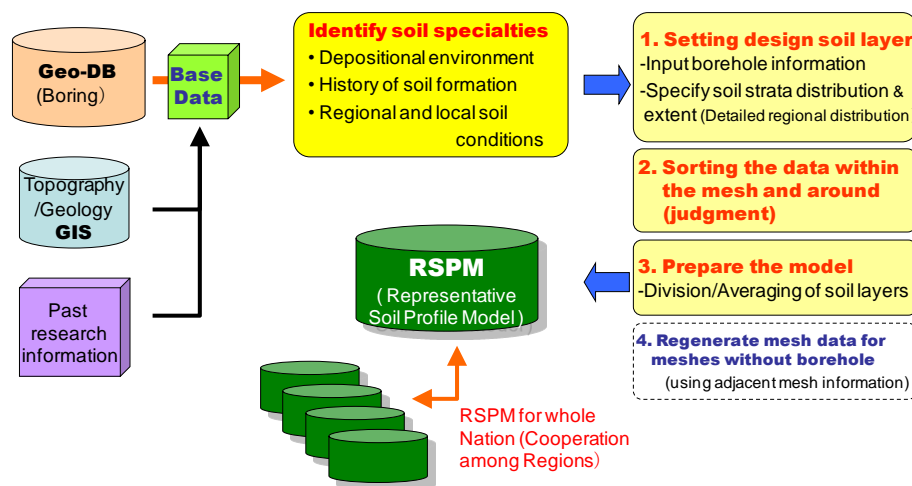 Geo-DB
(Boring）
Base
Data
Topography
/Geology
GIS
Past
research
information
Identify soil specialties
• Depositional environment
• History of soil formation
• Regional and local soil
conditions
1. Setting design soil layer
-Input borehole information
-Specify soil strata distribution &
extent (Detailed regional distribution
2. Sorting the data within
the mesh and around
(judgment)
3. Prepare the model
-Division/Averaging of soil layers
4. Regenerate mesh data for
meshes without borehole
(using adjacent mesh information)
RSPM
( Representative
Soil Profile Model)
RSPM for whole
Nation (Cooperation
among Regions）